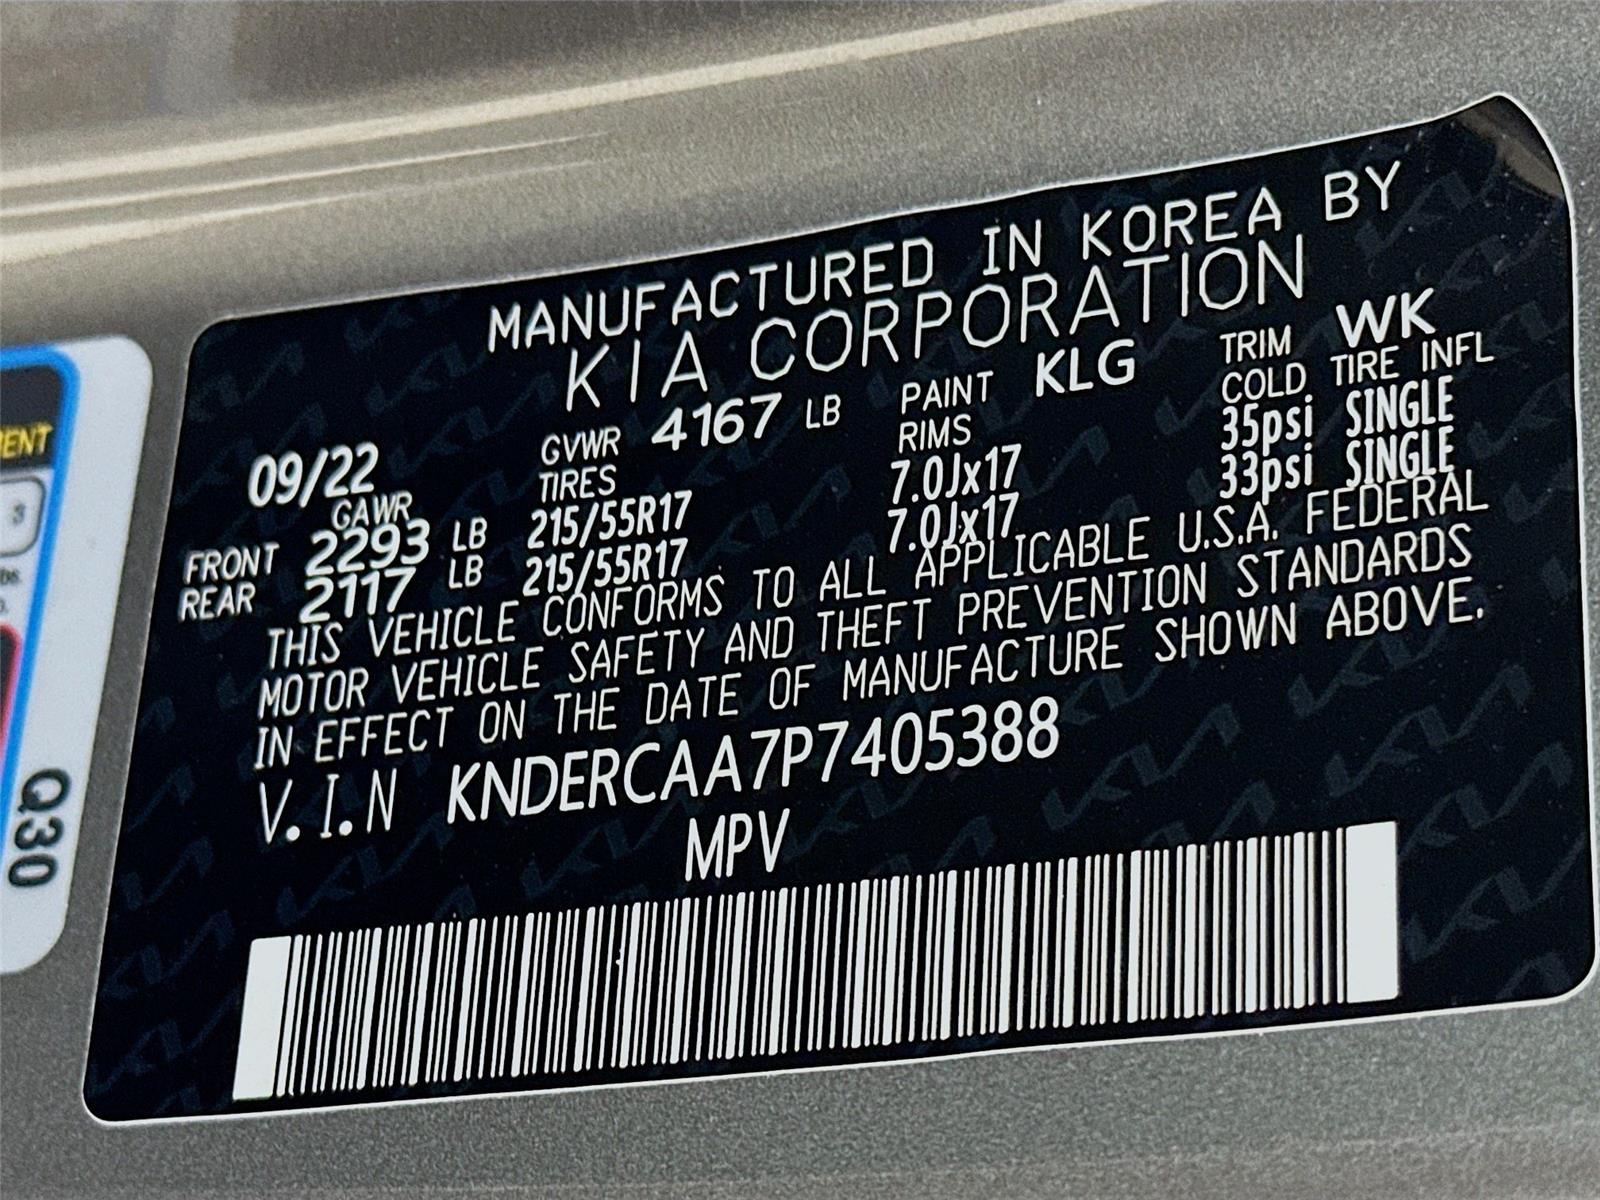 MANUFACTURED IN KOREA BY
KIA CORPORATION
09/22 GVWR 4167 LB PAINT KLG TRIM WK
GAWR TIRES RIMS COLD TIRE INFL
FRONT 2293 LB 215/55R17 7.0Jx17 35psi SINGLE
REAR 2117 LB 215/55R17 7.0Jx17 33psi SINGLE
THIS VEHICLE CONFORMS TO ALL APPLICABLE U.S.A. FEDERAL
MOTOR VEHICLE SAFETY AND THEFT PREVENTION STANDARDS
IN EFFECT ON THE DATE OF MANUFACTURE SHOWN ABOVE.
V.I.N KNDERCAA7P7405388
MPV
Q30
3